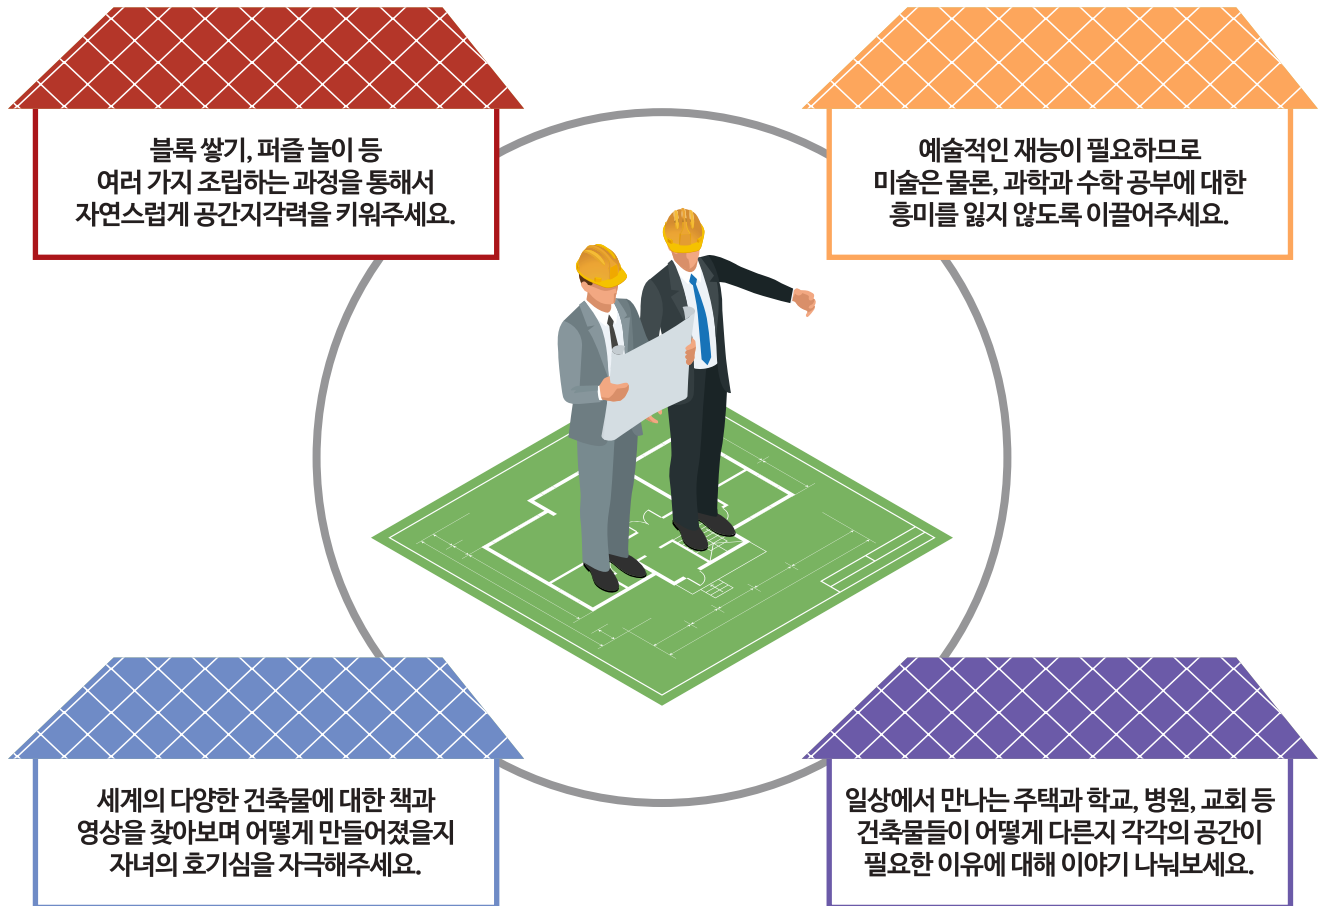 블록 쌓기, 퍼즐 놀이 등
여러 가지 조립하는 과정을 통해서
자연스럽게 공간지각력을 키워주세요.
예술적인 재능이 필요하므로
미술은 물론, 과학과 수학 공부에 대한
흥미를 잃지 않도록 이끌어주세요.
세계의 다양한 건축물에 대한 책과
영상을 찾아보며 어떻게 만들어졌을지
자녀의 호기심을 자극해주세요.
일상에서 만나는 주택과 학교, 병원, 교회 등
건축물들이 어떻게 다른지 각각의 공간이
필요한 이유에 대해 이야기 나눠보세요.